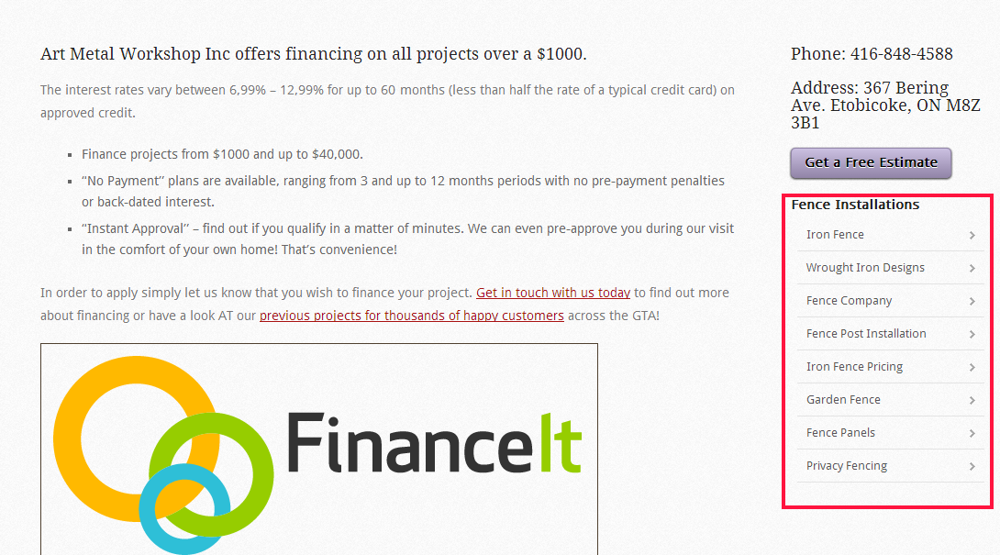 Art Metal Workshop Inc offers financing on all projects over a $1000.
The interest rates vary between 6,99% – 12,99% for up to 60 months (less than half the rate of a typical credit card) on
approved credit.
Finance projects from $1000 and up to $40,000.
“No Payment” plans are available, ranging from 3 and up to 12 months periods with no pre-payment penalties
or back-dated interest.
“Instant Approval” – find out if you qualify in a matter of minutes. We can even pre-approve you during our visit
in the comfort of your own home! That’s convenience!
In order to apply simply let us know that you wish to finance your project. Get in touch with us today to find out more
about financing or have a look AT our previous projects for thousands of happy customers across the GTA!
FinanceIt
Phone: 416-848-4588
Address: 367 Bering
Ave. Etobicoke, ON M8Z
3B1
Get a Free Estimate
Fence Installations
Iron Fence
Wrought Iron Designs
Fence Company
Fence Post Installation
Iron Fence Pricing
Garden Fence
Fence Panels
Privacy Fencing